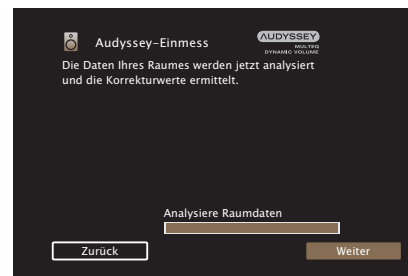 Audyssey-Einmess
AUDYSSEY
MULTEQ
DYNAMIC VOLUME
Die Daten Ihres Raumes werden jetzt analysiert
und die Korrekturwerte ermittelt.
Analysiere Raumdaten
Zurück
Weiter